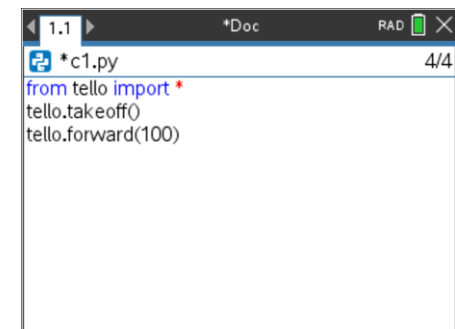 1.1 *Doc RAD
*c1.py 4/4
from tello import *
tello.takeoff()
tello.forward(100)